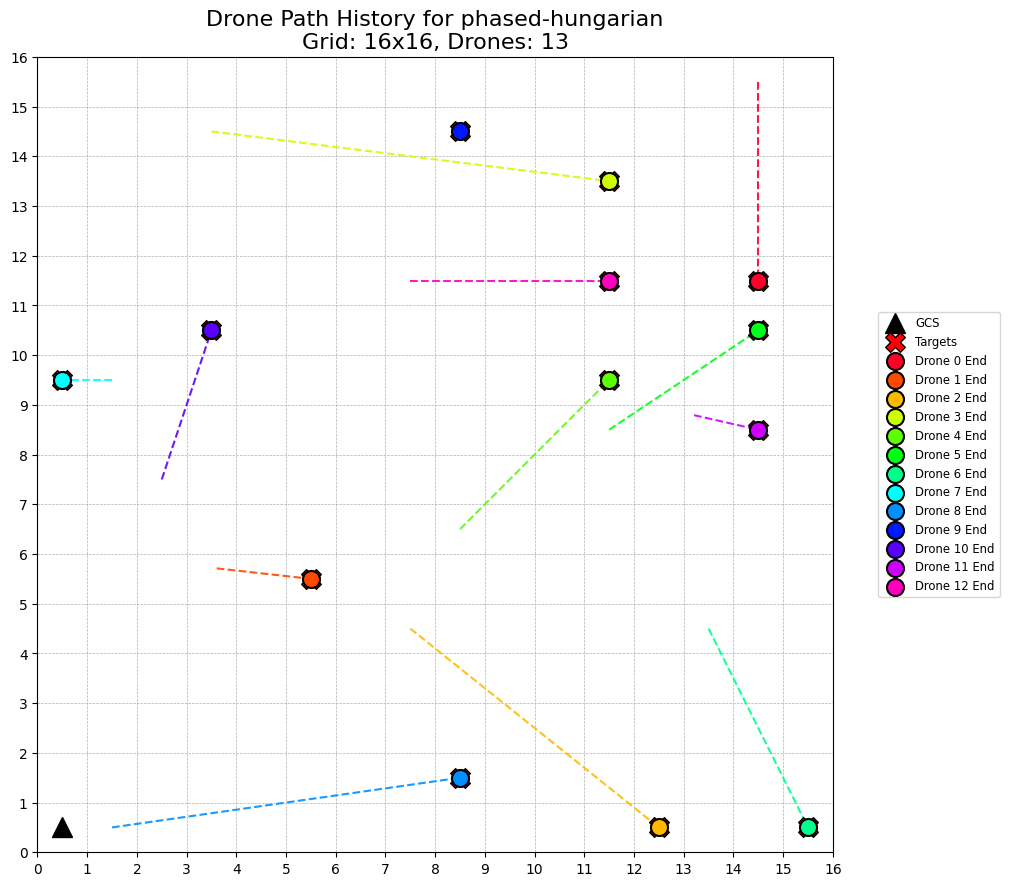 Drone Path History for phased-hungarian
Grid: 16x16, Drones: 13
16
15
14
13
12
11
10
9
8
7
6
5
4
3
2
1
0
0 1 2 3 4 5 6 7 8 9 10 11 12 13 14 15 16
GCS
Targets
Drone 0 End
Drone 1 End
Drone 2 End
Drone 3 End
Drone 4 End
Drone 5 End
Drone 6 End
Drone 7 End
Drone 8 End
Drone 9 End
Drone 10 End
Drone 11 End
Drone 12 End